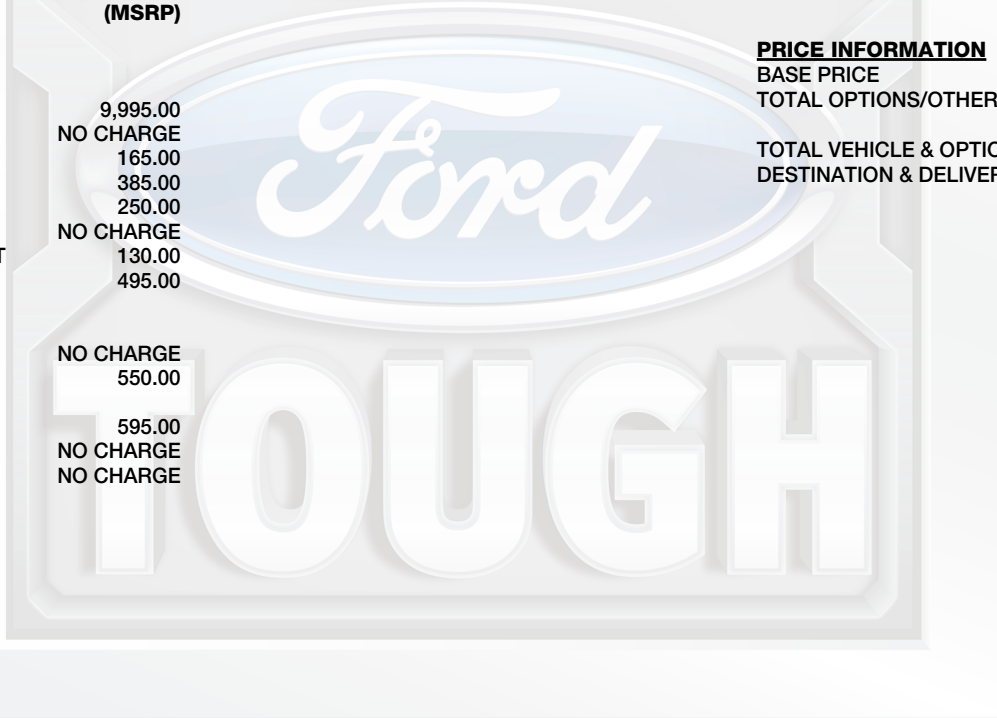 (MSRP)
9,995.00
NO CHARGE
165.00
385.00
250.00
NO CHARGE
130.00
495.00
NO CHARGE
550.00
595.00
NO CHARGE
NO CHARGE
PRICE INFORMATION
BASE PRICE
TOTAL OPTIONS/OTHER
TOTAL VEHICLE & OPTIO
DESTINATION & DELIVER
Ford
TOUGH